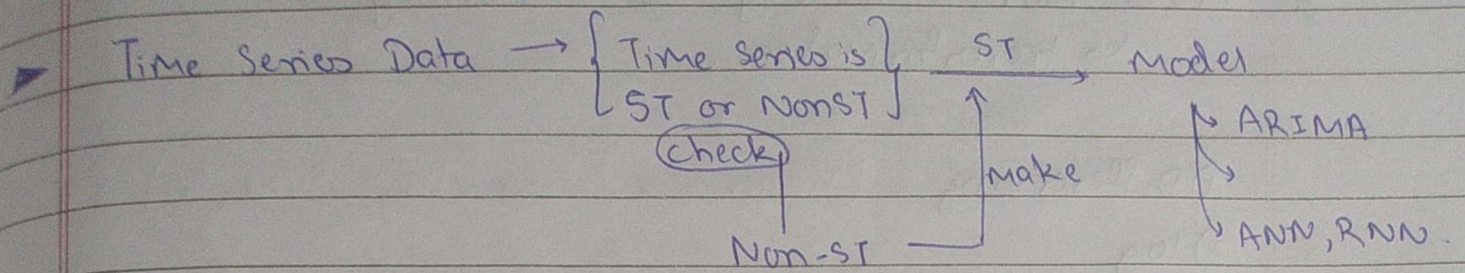 Time Series Data → { Time Series is } ST → Model
ST or NonST
ARIMA
Check
Make
ANN, RNN.
Non-ST